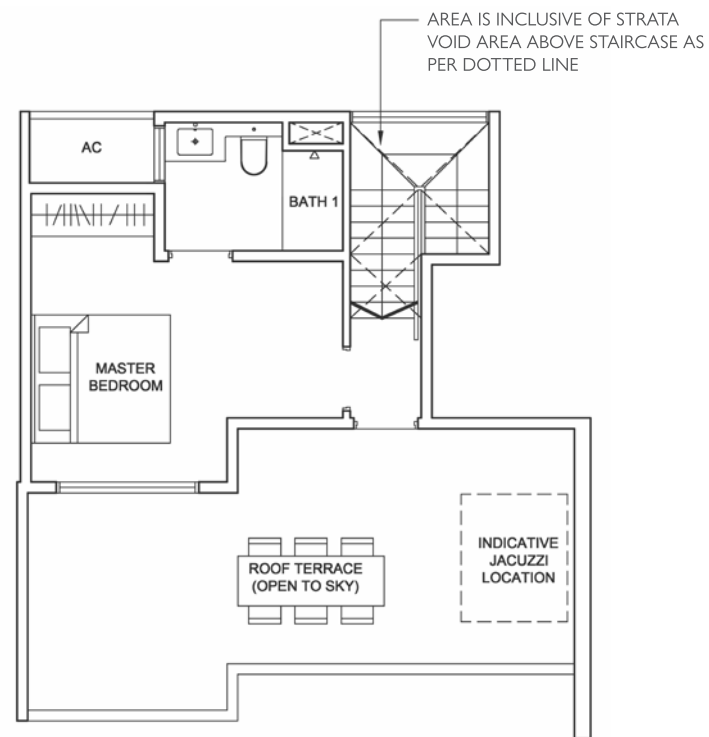 AREA IS INCLUSIVE OF STRATA
VOID AREA ABOVE STAIRCASE AS
PER DOTTED LINE
AC
BATH 1
MASTER
BEDROOM
INDICATIVE
JACUZZI
LOCATION
ROOF TERRACE
(OPEN TO SKY)